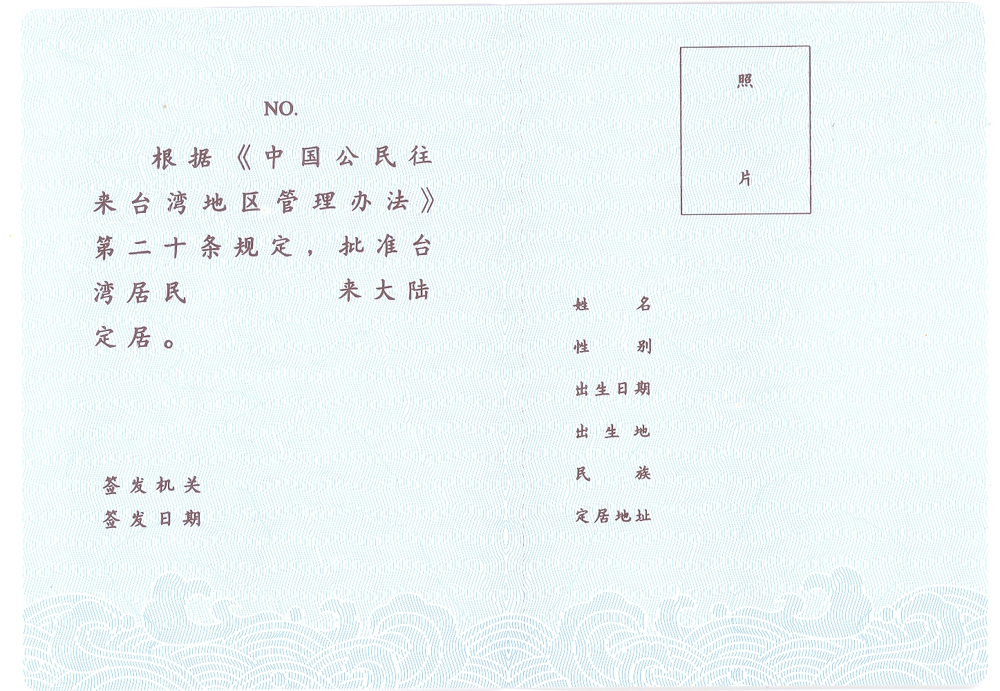 NO.
根据《中国公民往
来台湾地区管理办法》
第二十条规定，批准台
湾居民 来大陆
定居。
签发机关
签发日期
照
片
姓 名
性 别
出生日期
出 生 地
民 族
定居地址